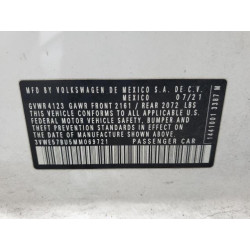 MFD. BY VOLKSWAGEN DE MEXICO S.A. DE C.V.
MEXICO 07/21
GVWR 4123 GAWR FRONT 2161 / REAR 2072 LBS
THIS VEHICLE CONFORMS TO ALL APPLICABLE FEDERAL MOTOR
VEHICLE SAFETY, BUMPER, AND THEFT PREVENTION STANDARDS
IN EFFECT ON THE DATE OF MANUFACTURE SHOWN ABOVE.
3VWE57BU5MM069721 PASSENGER CAR